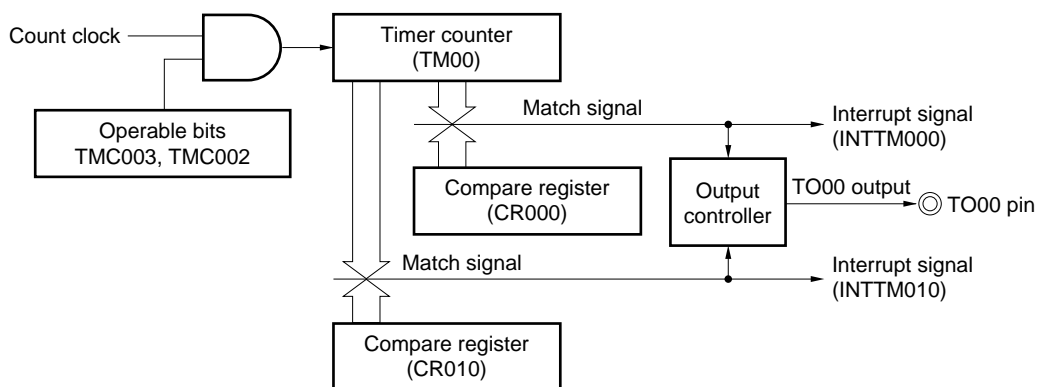 Count clock
Timer counter
(TM00)
Operable bits
TMC003, TMC002
Match signal
Interrupt signal
(INTTM000)
Compare register
(CR000)
Output
controller
TO00 output
TO00 pin
Match signal
Interrupt signal
(INTTM010)
Compare register
(CR010)